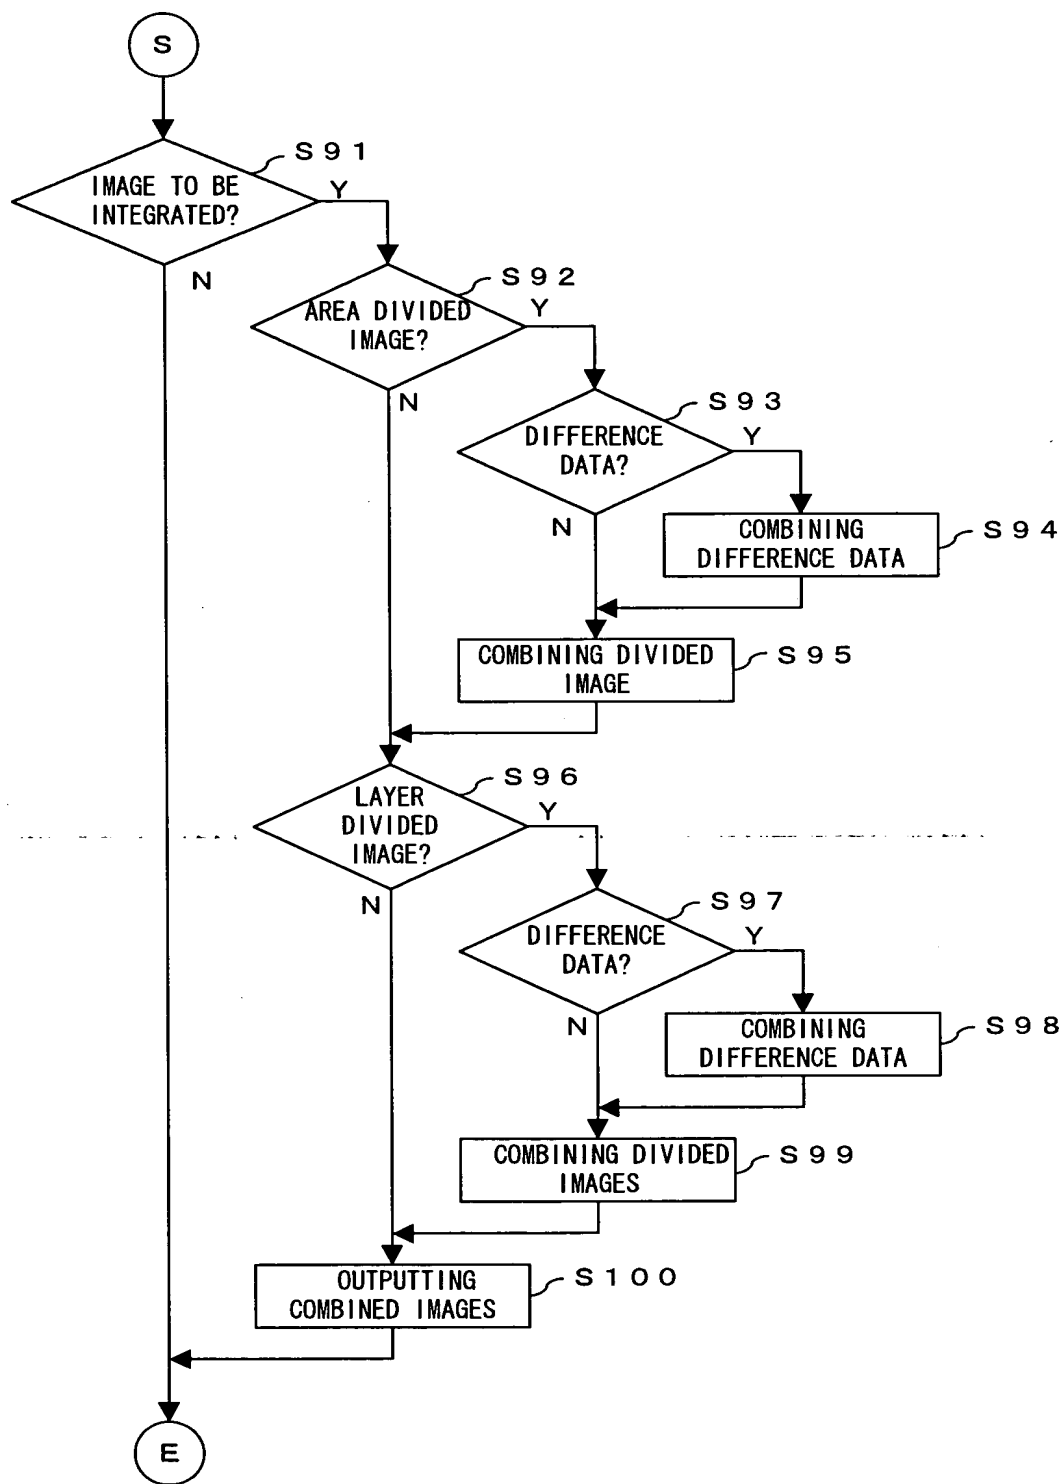 S
S91
IMAGE TO BE
INTEGRATED?
Y
N
S92
AREA DIVIDED
IMAGE?
Y
N
S93
DIFFERENCE
DATA?
Y
N
COMBINING
DIFFERENCE DATA
S94
COMBINING DIVIDED
IMAGE
S95
S96
LAYER
DIVIDED
IMAGE?
Y
N
S97
DIFFERENCE
DATA?
Y
N
COMBINING
DIFFERENCE DATA
S98
COMBINING DIVIDED
IMAGES
S99
OUTPUTTING
COMBINED IMAGES
S100
E